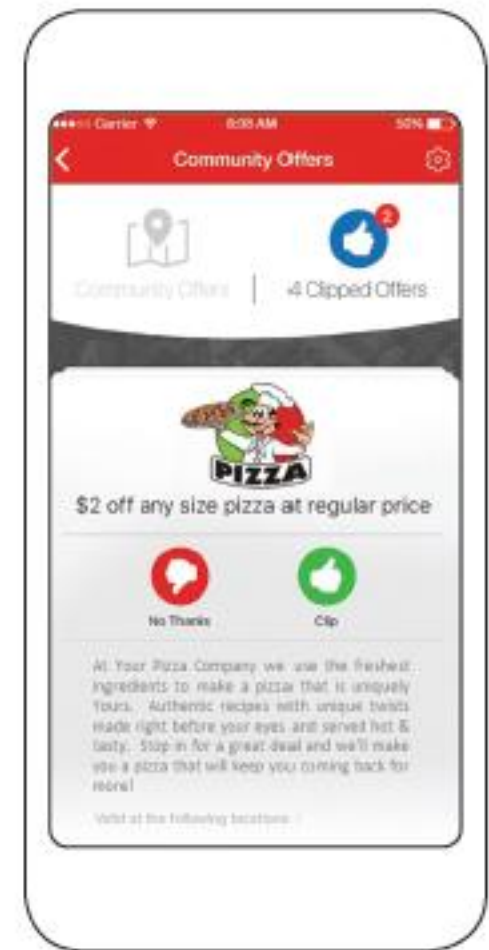 Carrier 8:08 AM 50%
Community Offers
2
Community Offers | 4 Clipped Offers
PIZZA
$2 off any size pizza at regular price
No Thanks Clip
At Your Pizza Company we use the freshest
ingredients to make a pizza that is uniquely
Yours. Authentic recipes with unique twists
made right before your eyes and served hot &
tasty. Stop in for a great deal and we'll make
you a pizza that will keep you coming back for
more!
Valid at the following locations